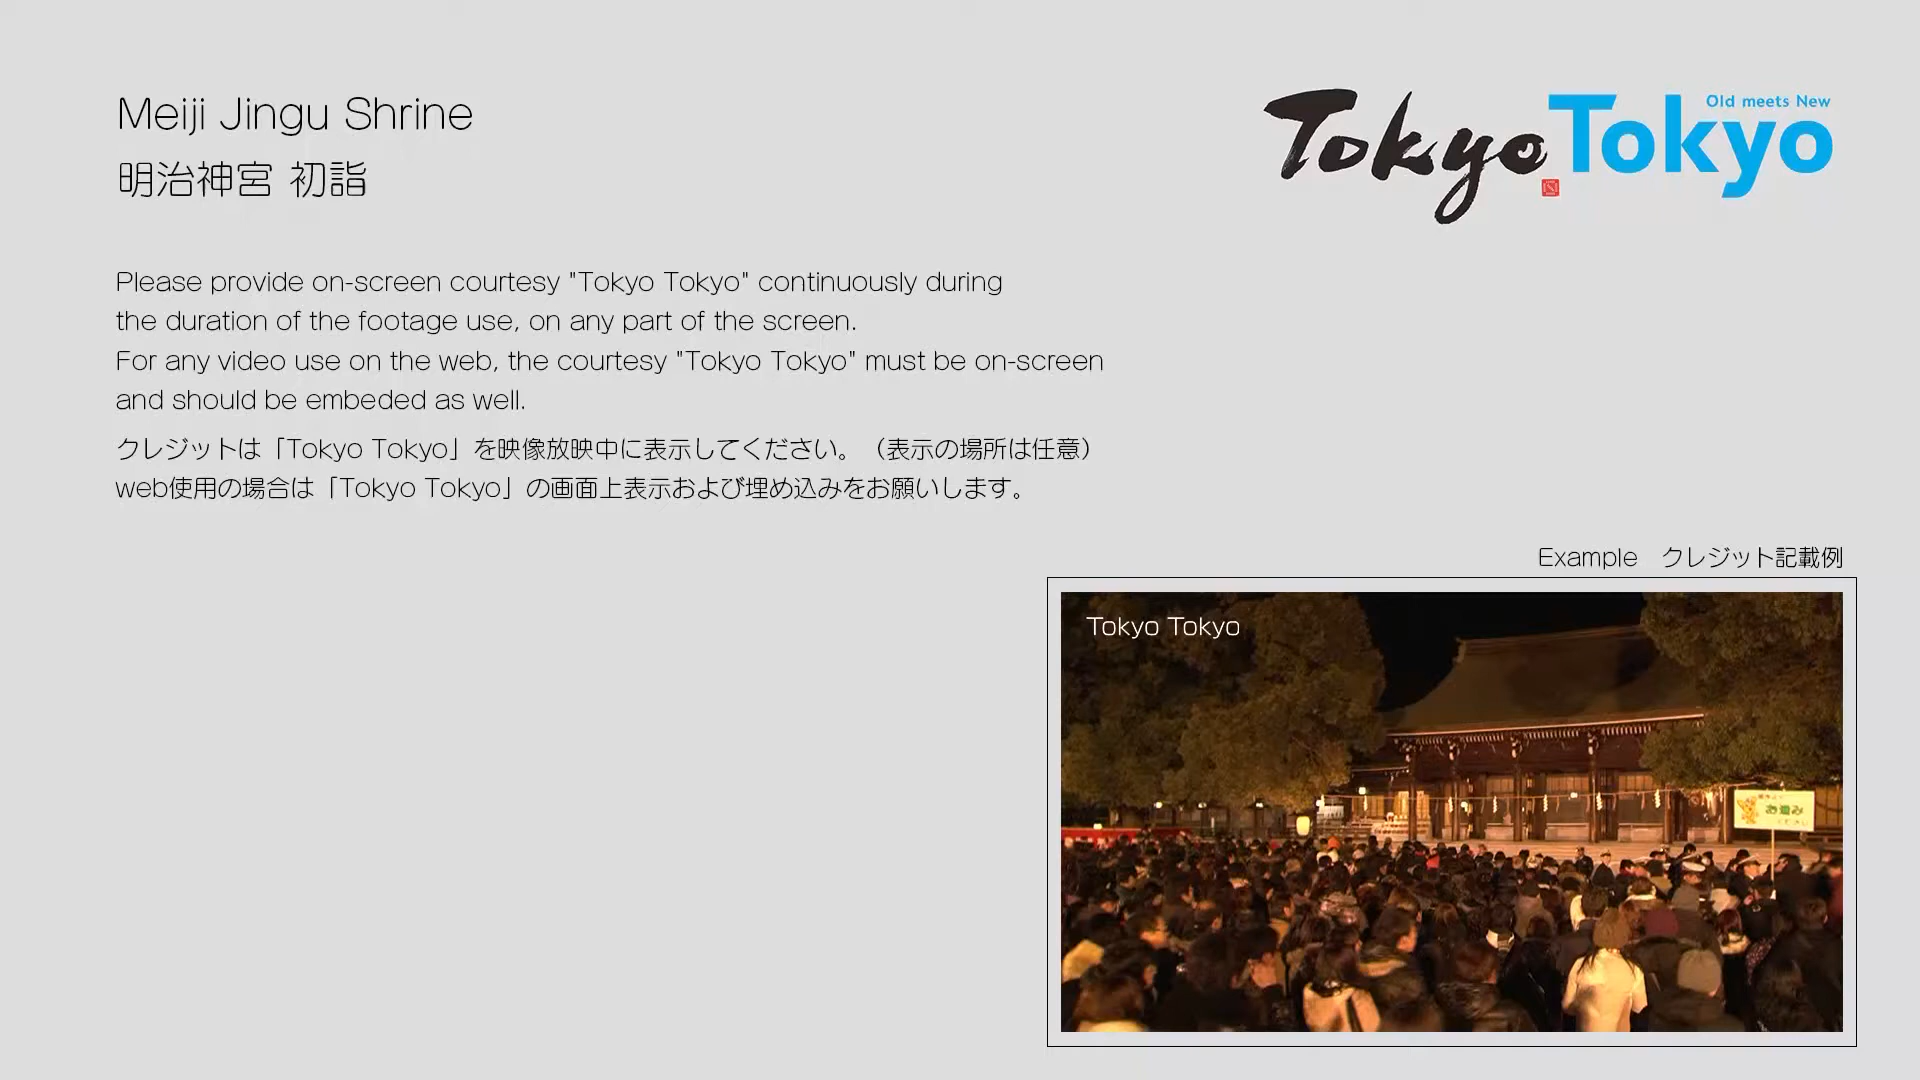 Meiji Jingu Shrine
明治神宮 初詣
Tokyo Tokyo
Old meets New
Please provide on-screen courtesy "Tokyo Tokyo" continuously during
the duration of the footage use, on any part of the screen.
For any video use on the web, the courtesy "Tokyo Tokyo" must be on-screen
and should be embeded as well.
クレジットは「Tokyo Tokyo」を映像放映中に表示してください。（表示の場所は任意）
web使用の場合は「Tokyo Tokyo」の画面上表示および埋め込みをお願いします。
Example　クレジット記載例
Tokyo Tokyo